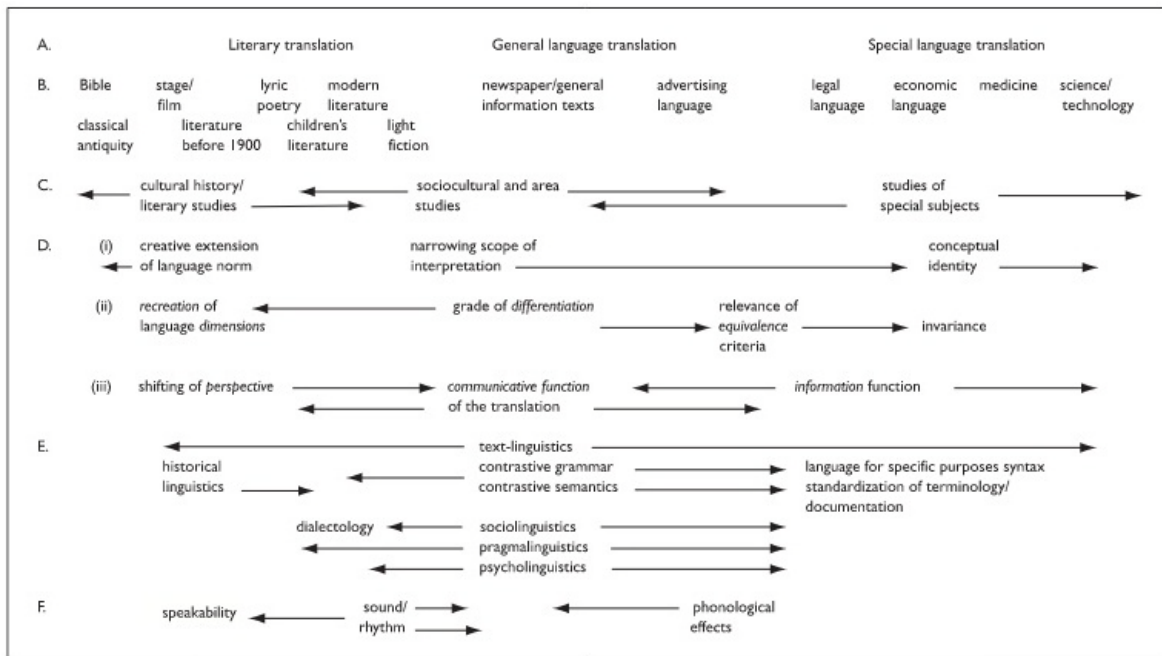 A. Literary translation General language translation Special language translation
B. Bible stage/ lyric modern newspaper/general advertising legal economic medicine science/
film poetry literature information texts language language language technology
classical literature children's light
antiquity before 1900 literature fiction
C. cultural history/ sociocultural and area studies of
literary studies studies special subjects
D. (i) creative extension narrowing scope of conceptual
of language norm interpretation identity
(ii) recreation of grade of differentiation relevance of
language dimensions equivalence invariance
criteria
(iii) shifting of perspective communicative function information function
of the translation
E. text-linguistics
historical contrastive grammar language for specific purposes syntax
linguistics contrastive semantics standardization of terminology/
documentation
dialectology sociolinguistics
pragmalinguistics
psycholinguistics
F. speakability sound/ phonological
rhythm effects